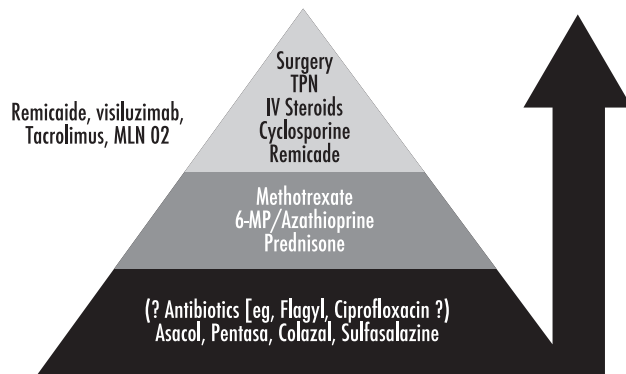 Surgery
TPN
IV Steroids
Cyclosporine
Remicade
Remicaide, visiluzimab,
Tacrolimus, MLN 02
Methotrexate
6-MP/Azathioprine
Prednisone
(? Antibiotics [eg, Flagyl, Ciprofloxacin ?)
Asacol, Pentasa, Colazal, Sulfasalazine